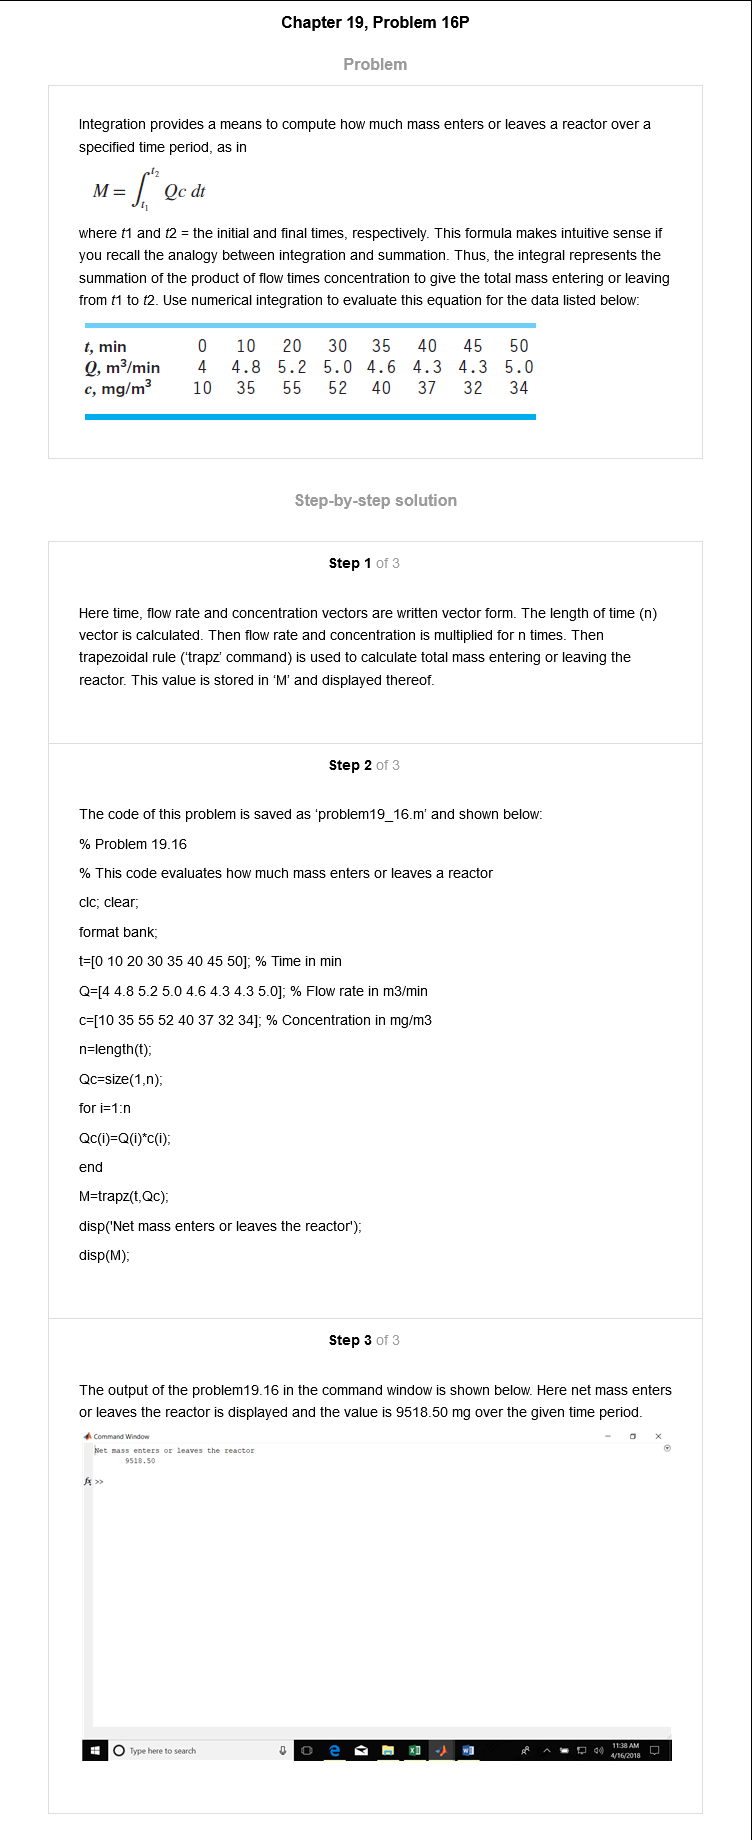 Chapter 19, Problem 16P
Problem
Integration provides a means to compute how much mass enters or leaves a reactor over a
specified time period, as in
M = ∫ₜ₁ᵗ² Qc dt
where t1 and t2 = the initial and final times, respectively. This formula makes intuitive sense if
you recall the analogy between integration and summation. Thus, the integral represents the
summation of the product of flow times concentration to give the total mass entering or leaving
from t1 to t2. Use numerical integration to evaluate this equation for the data listed below:
t, min 0 10 20 30 35 40 45 50
Q, m³/min 4 4.8 5.2 5.0 4.6 4.3 4.3 5.0
c, mg/m³ 10 35 55 52 40 37 32 34
Step-by-step solution
Step 1 of 3
Here time, flow rate and concentration vectors are written vector form. The length of time (n)
vector is calculated. Then flow rate and concentration is multiplied for n times. Then
trapezoidal rule (‘trapz’ command) is used to calculate total mass entering or leaving the
reactor. This value is stored in ‘M’ and displayed thereof.
Step 2 of 3
The code of this problem is saved as ‘problem19_16.m’ and shown below:
% Problem 19.16
% This code evaluates how much mass enters or leaves a reactor
clc; clear;
format bank;
t=[0 10 20 30 35 40 45 50]; % Time in min
Q=[4 4.8 5.2 5.0 4.6 4.3 4.3 5.0]; % Flow rate in m3/min
c=[10 35 55 52 40 37 32 34]; % Concentration in mg/m3
n=length(t);
Qc=size(1,n);
for i=1:n
Qc(i)=Q(i)*c(i);
end
M=trapz(t,Qc);
disp('Net mass enters or leaves the reactor');
disp(M);
Step 3 of 3
The output of the problem19.16 in the command window is shown below. Here net mass enters
or leaves the reactor is displayed and the value is 9518.50 mg over the given time period.
Command Window
Net mass enters or leaves the reactor
9518.50
fx >>
Type here to search
11:38 AM
4/16/2018